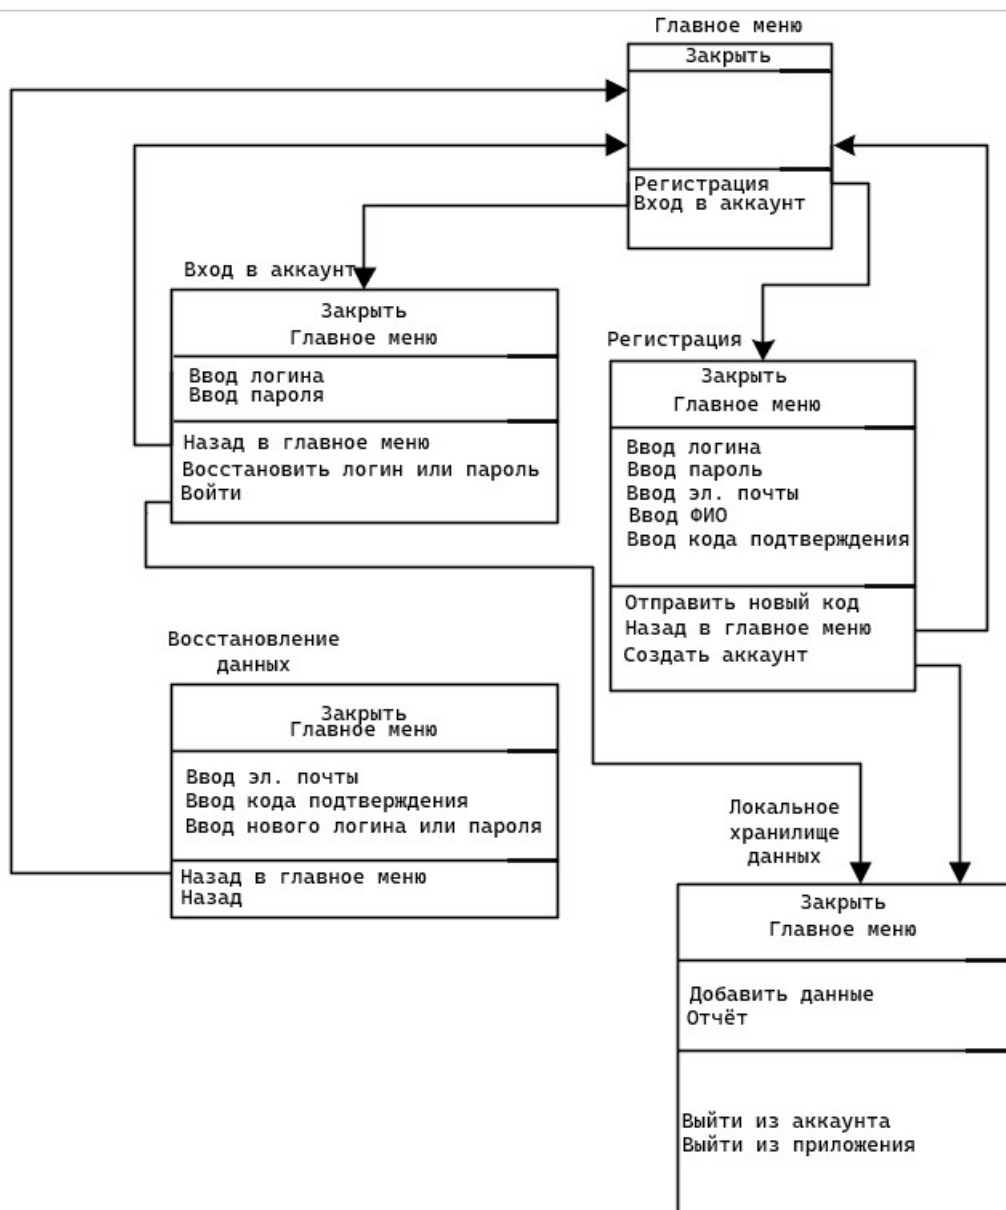 Главное меню
Закрыть
Регистрация
Вход в аккаунт
Вход в аккаунт
Закрыть
Главное меню
Ввод логина
Ввод пароля
Назад в главное меню
Восстановить логин или пароль
Войти
Регистрация
Закрыть
Главное меню
Ввод логина
Ввод пароль
Ввод эл. почты
Ввод ФИО
Ввод кода подтверждения
Отправить новый код
Назад в главное меню
Создать аккаунт
Восстановление
данных
Закрыть
Главное меню
Ввод эл. почты
Ввод кода подтверждения
Ввод нового логина или пароля
Назад в главное меню
Назад
Локальное
хранилище
данных
Закрыть
Главное меню
Добавить данные
Отчёт
Выйти из аккаунта
Выйти из приложения